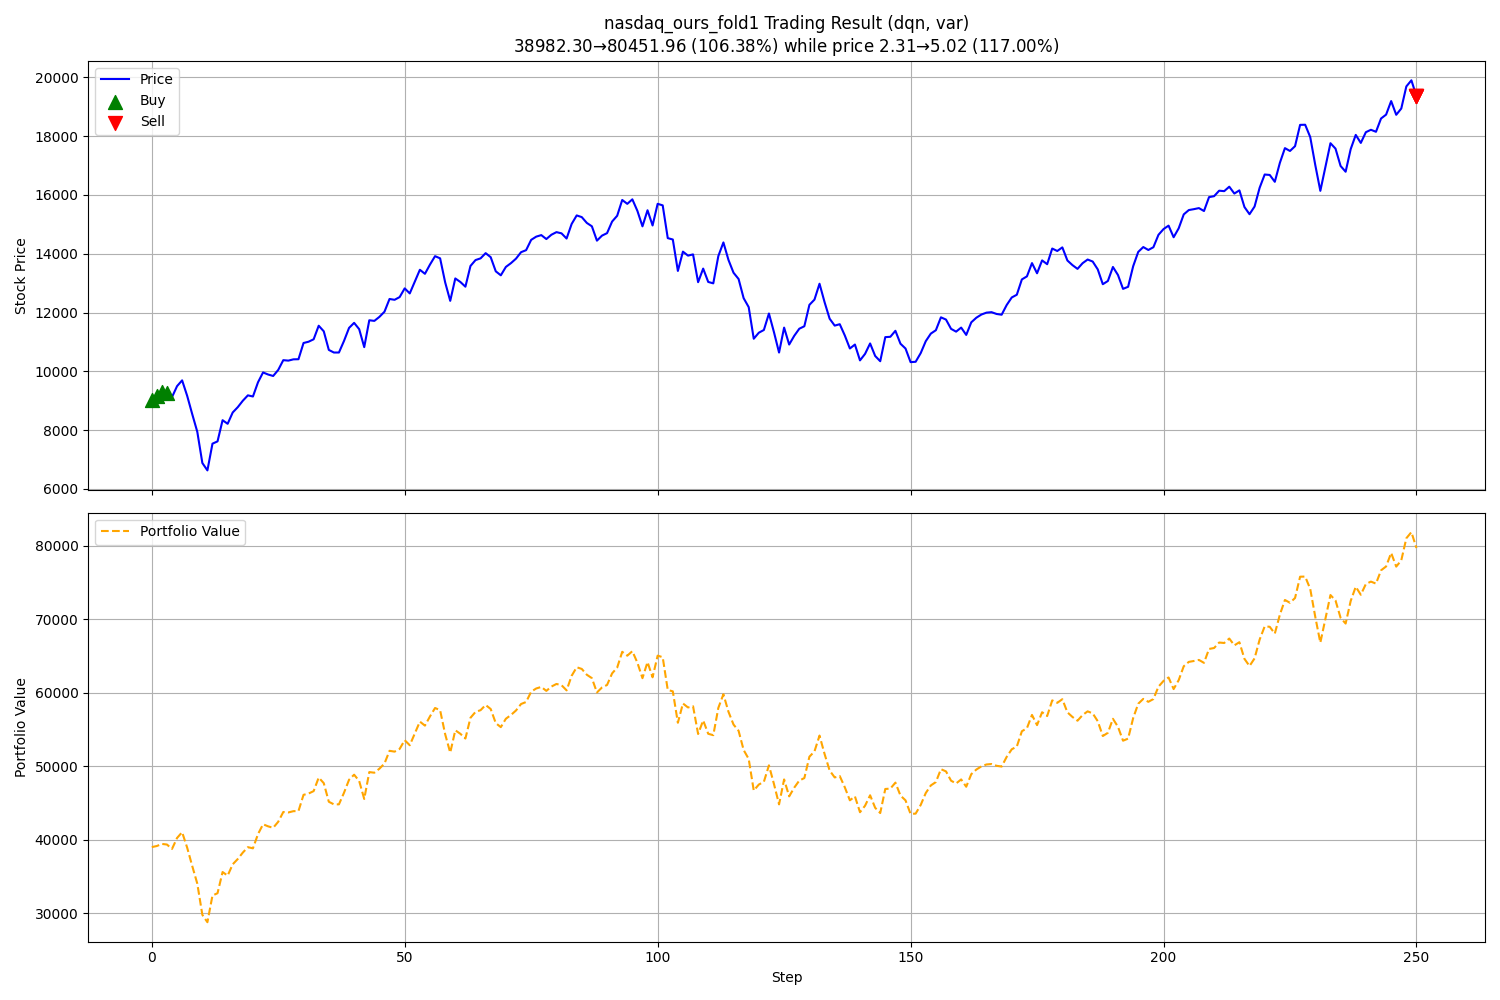 nasdaq_ours_fold1 Trading Result (dqn, var)
38982.30→80451.96 (106.38%) while price 2.31→5.02 (117.00%)
Price
Buy
Sell
20000
18000
16000
14000
12000
10000
8000
6000
Stock Price
Portfolio Value
80000
70000
60000
50000
40000
30000
Portfolio Value
0
50
100
150
200
250
Step